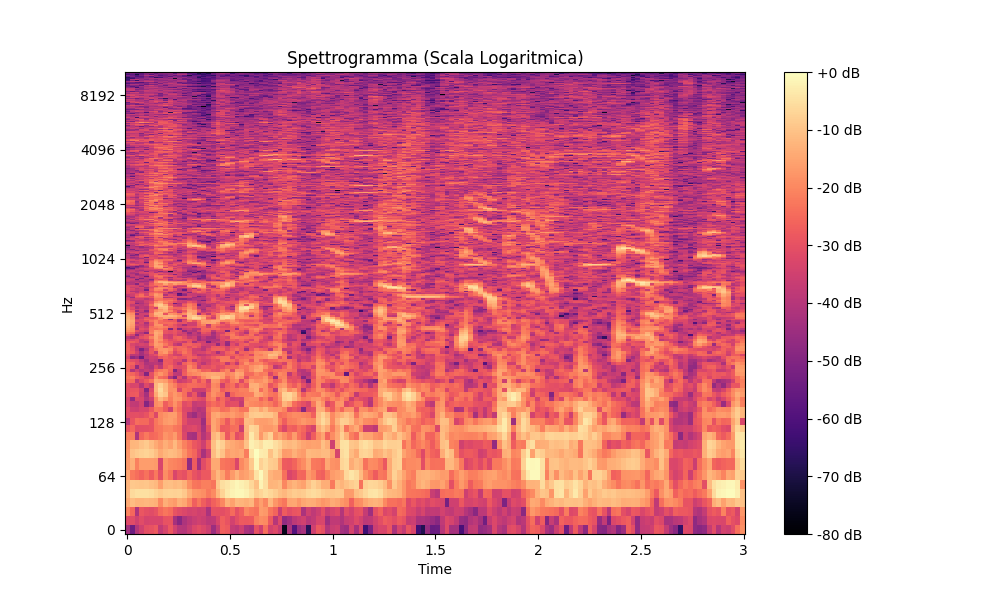 Spettrogramma (Scala Logaritmica)
Hz
8192
4096
2048
1024
512
256
128
64
0
0 0.5 1 1.5 2 2.5 3
Time
+0 dB
-10 dB
-20 dB
-30 dB
-40 dB
-50 dB
-60 dB
-70 dB
-80 dB